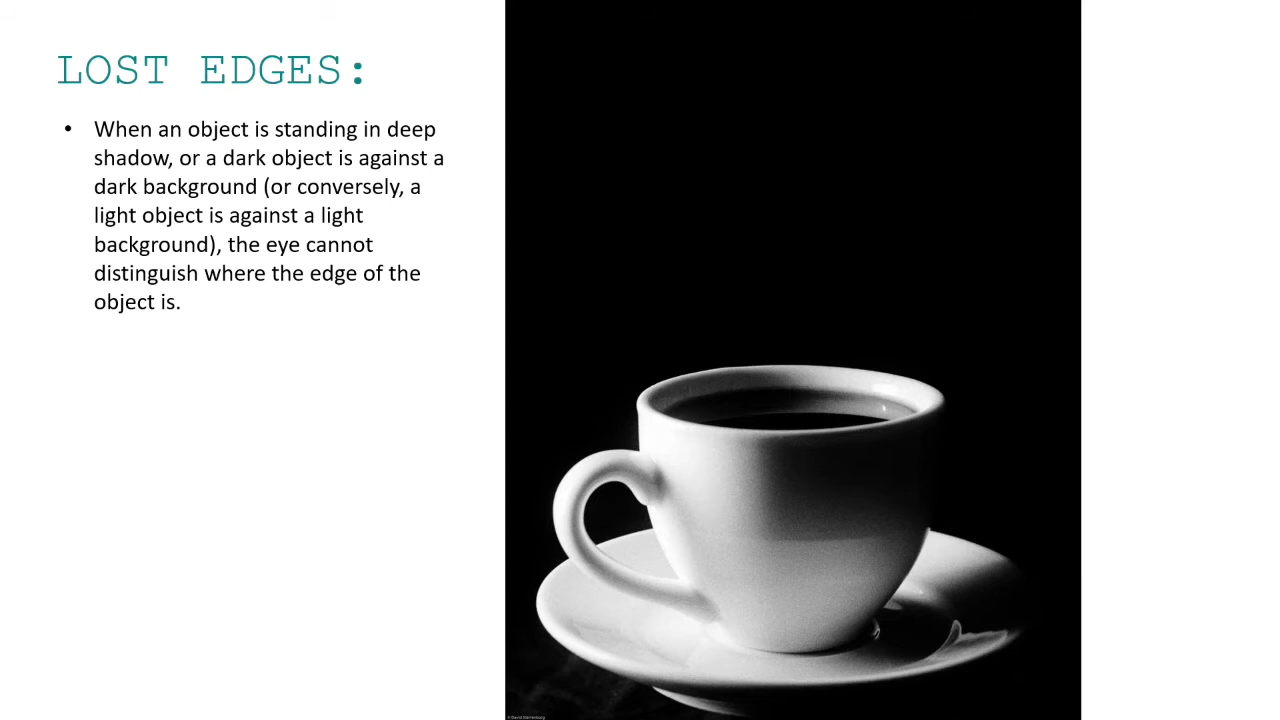 LOST EDGES:
• When an object is standing in deep
shadow, or a dark object is against a
dark background (or conversely, a
light object is against a light
background), the eye cannot
distinguish where the edge of the
object is.